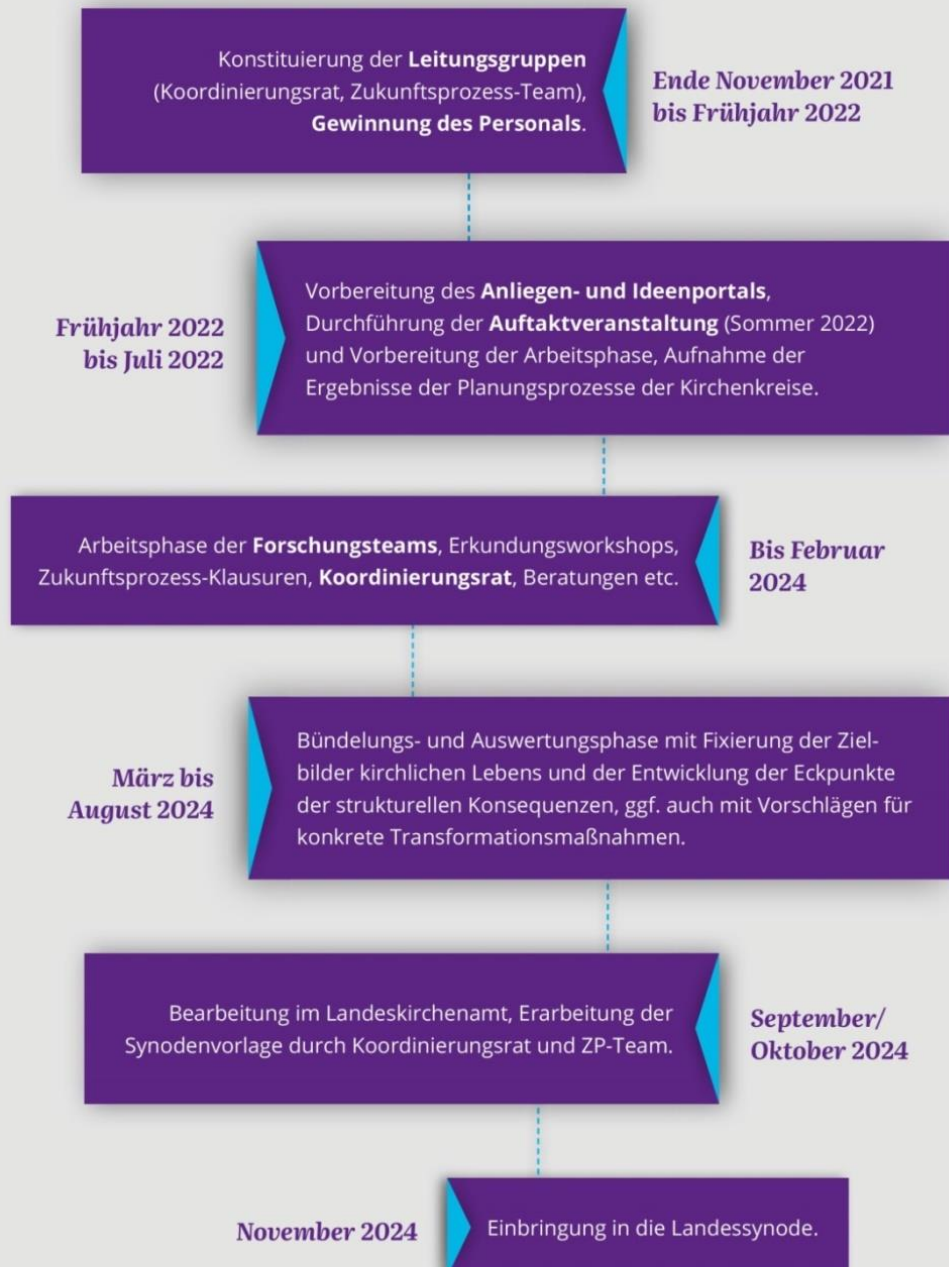 Konstituierung der Leitungsgruppen
(Koordinierungsrat, Zukunftsprozess-Team),
Gewinnung des Personals.
Ende November 2021
bis Frühjahr 2022
Frühjahr 2022
bis Juli 2022
Vorbereitung des Anliegen- und Ideenportals,
Durchführung der Auftaktveranstaltung (Sommer 2022)
und Vorbereitung der Arbeitsphase, Aufnahme der
Ergebnisse der Planungsprozesse der Kirchenkreise.
Arbeitsphase der Forschungsteams, Erkundungsworkshops,
Zukunftsprozess-Klausuren, Koordinierungsrat, Beratungen etc.
Bis Februar
2024
März bis
August 2024
Bündelungs- und Auswertungsphase mit Fixierung der Ziel-
bilder kirchlichen Lebens und der Entwicklung der Eckpunkte
der strukturellen Konsequenzen, ggf. auch mit Vorschlägen für
konkrete Transformationsmaßnahmen.
Bearbeitung im Landeskirchenamt, Erarbeitung der
Synodenvorlage durch Koordinierungsrat und ZP-Team.
September/
Oktober 2024
November 2024
Einbringung in die Landessynode.